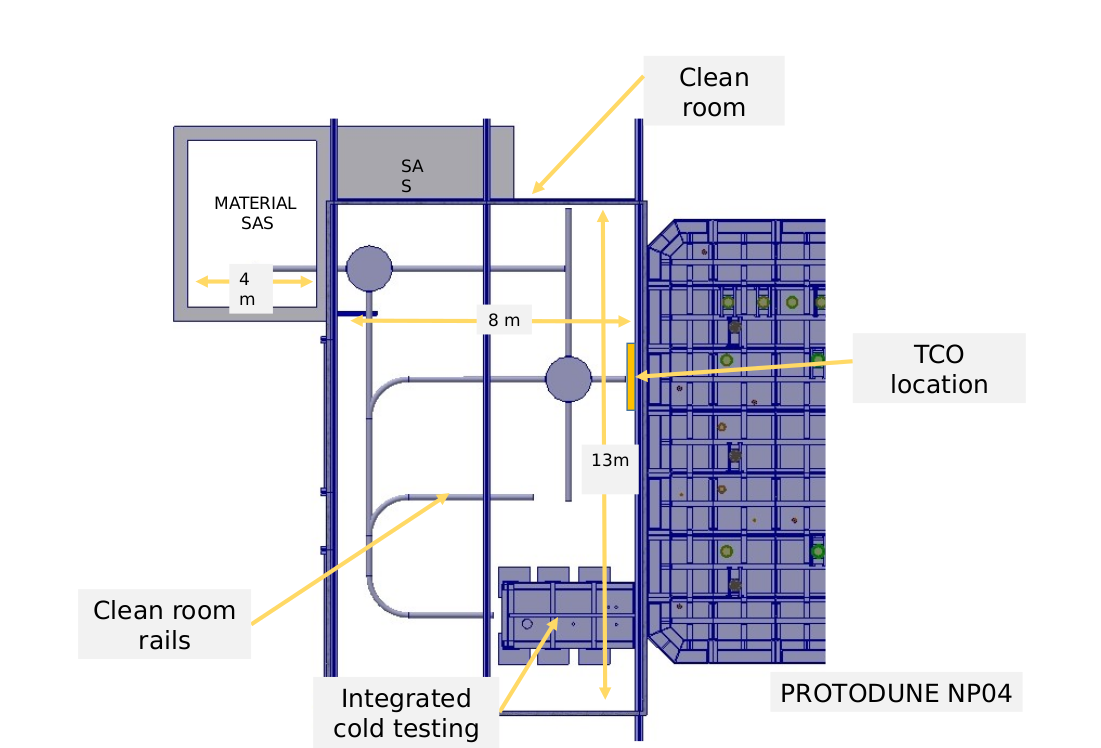 Clean
room
SA
S
MATERIAL
SAS
4
m
8 m
TCO
location
13m
Clean room
rails
Integrated
cold testing
PROTODUNE NP04